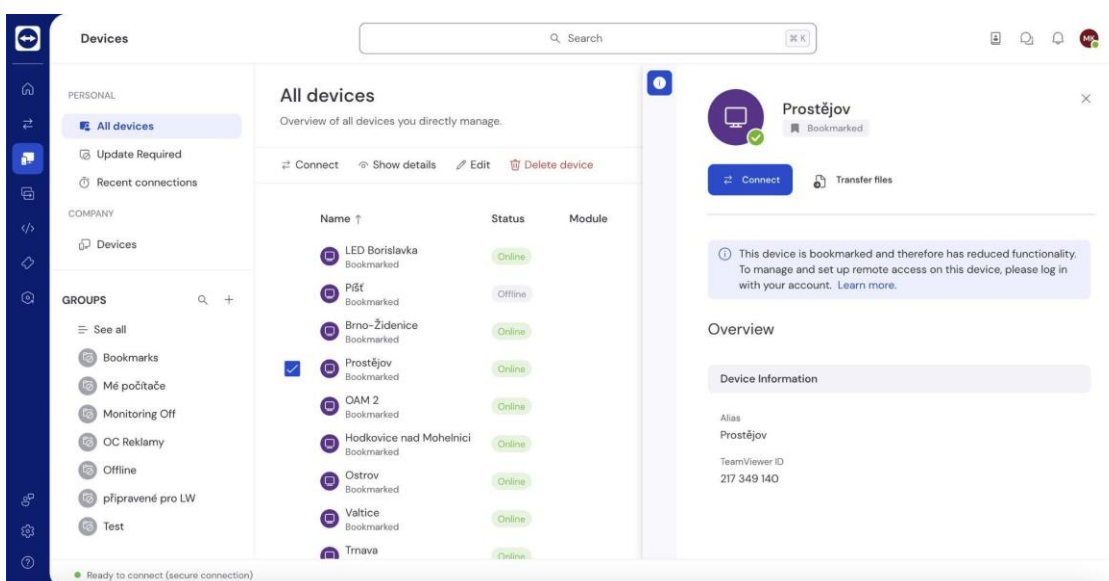 Devices
Search
⌘ K
MK
PERSONAL
All devices
Update Required
Recent connections
COMPANY
Devices
GROUPS
See all
Bookmarks
Mé počítače
Monitoring Off
OC Reklamy
Offline
připravené pro LW
Test
Ready to connect (secure connection)
All devices
Overview of all devices you directly manage.
Connect Show details Edit Delete device
Name ↑ Status Module
LED Borislavka Online
Bookmarked
Píšť Offline
Bookmarked
Brno-Židenice Online
Bookmarked
Prostějov Online
Bookmarked
OAM 2 Online
Bookmarked
Hodkovice nad Mohelnicí Online
Bookmarked
Ostrov Online
Bookmarked
Valtice Online
Bookmarked
Trnava Online
Prostějov
Bookmarked
Connect Transfer files
This device is bookmarked and therefore has reduced functionality.
To manage and set up remote access on this device, please log in
with your account. Learn more.
Overview
Device Information
Alias
Prostějov
TeamViewer ID
217 349 140